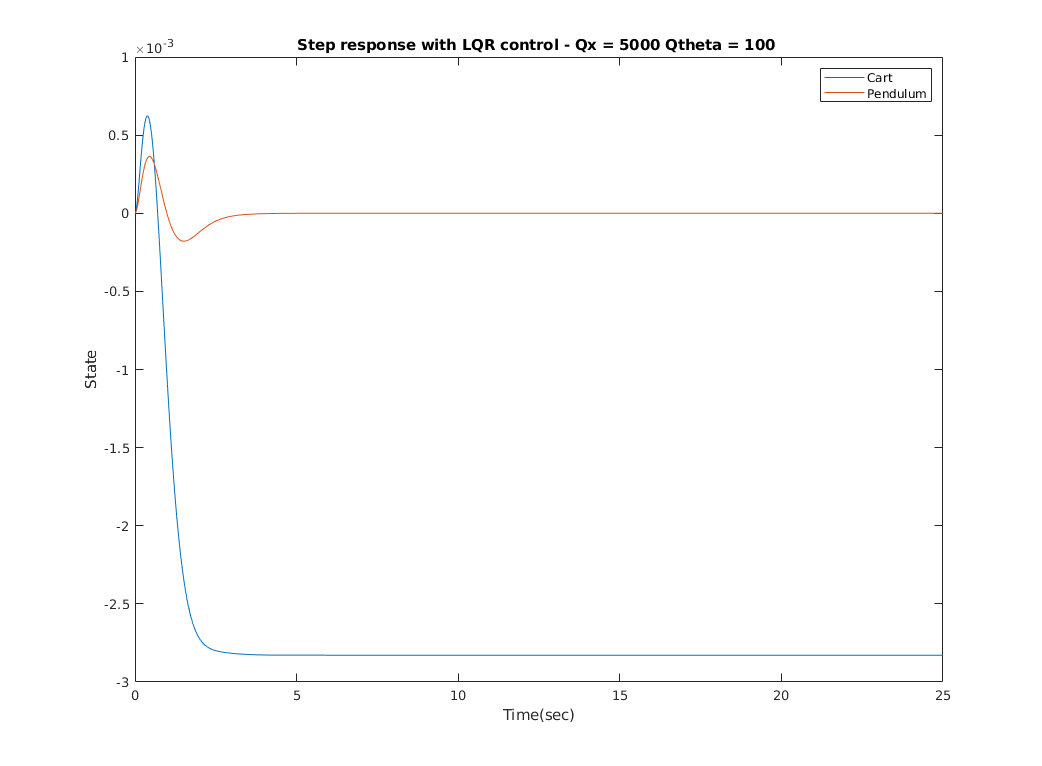 Step response with LQR control - Qx = 5000 Qtheta = 100
×10-3
Cart
Pendulum
1
0.5
0
-0.5
-1
-1.5
-2
-2.5
-3
State
0 5 10 15 20 25
Time(sec)